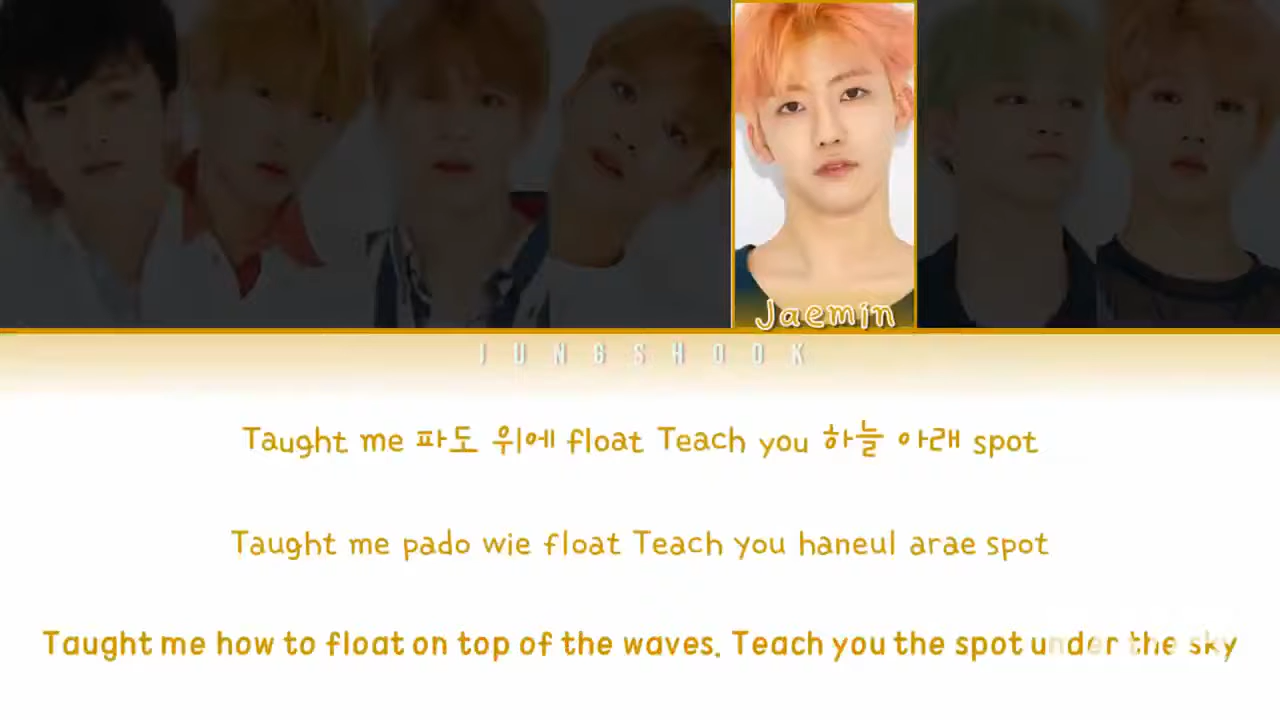 Jaemin
JUNGSHOOK
Taught me 파도 위에 float Teach you 하늘 아래 spot
Taught me pado wie float Teach you haneul arae spot
Taught me how to float on top of the waves. Teach you the spot under the sky